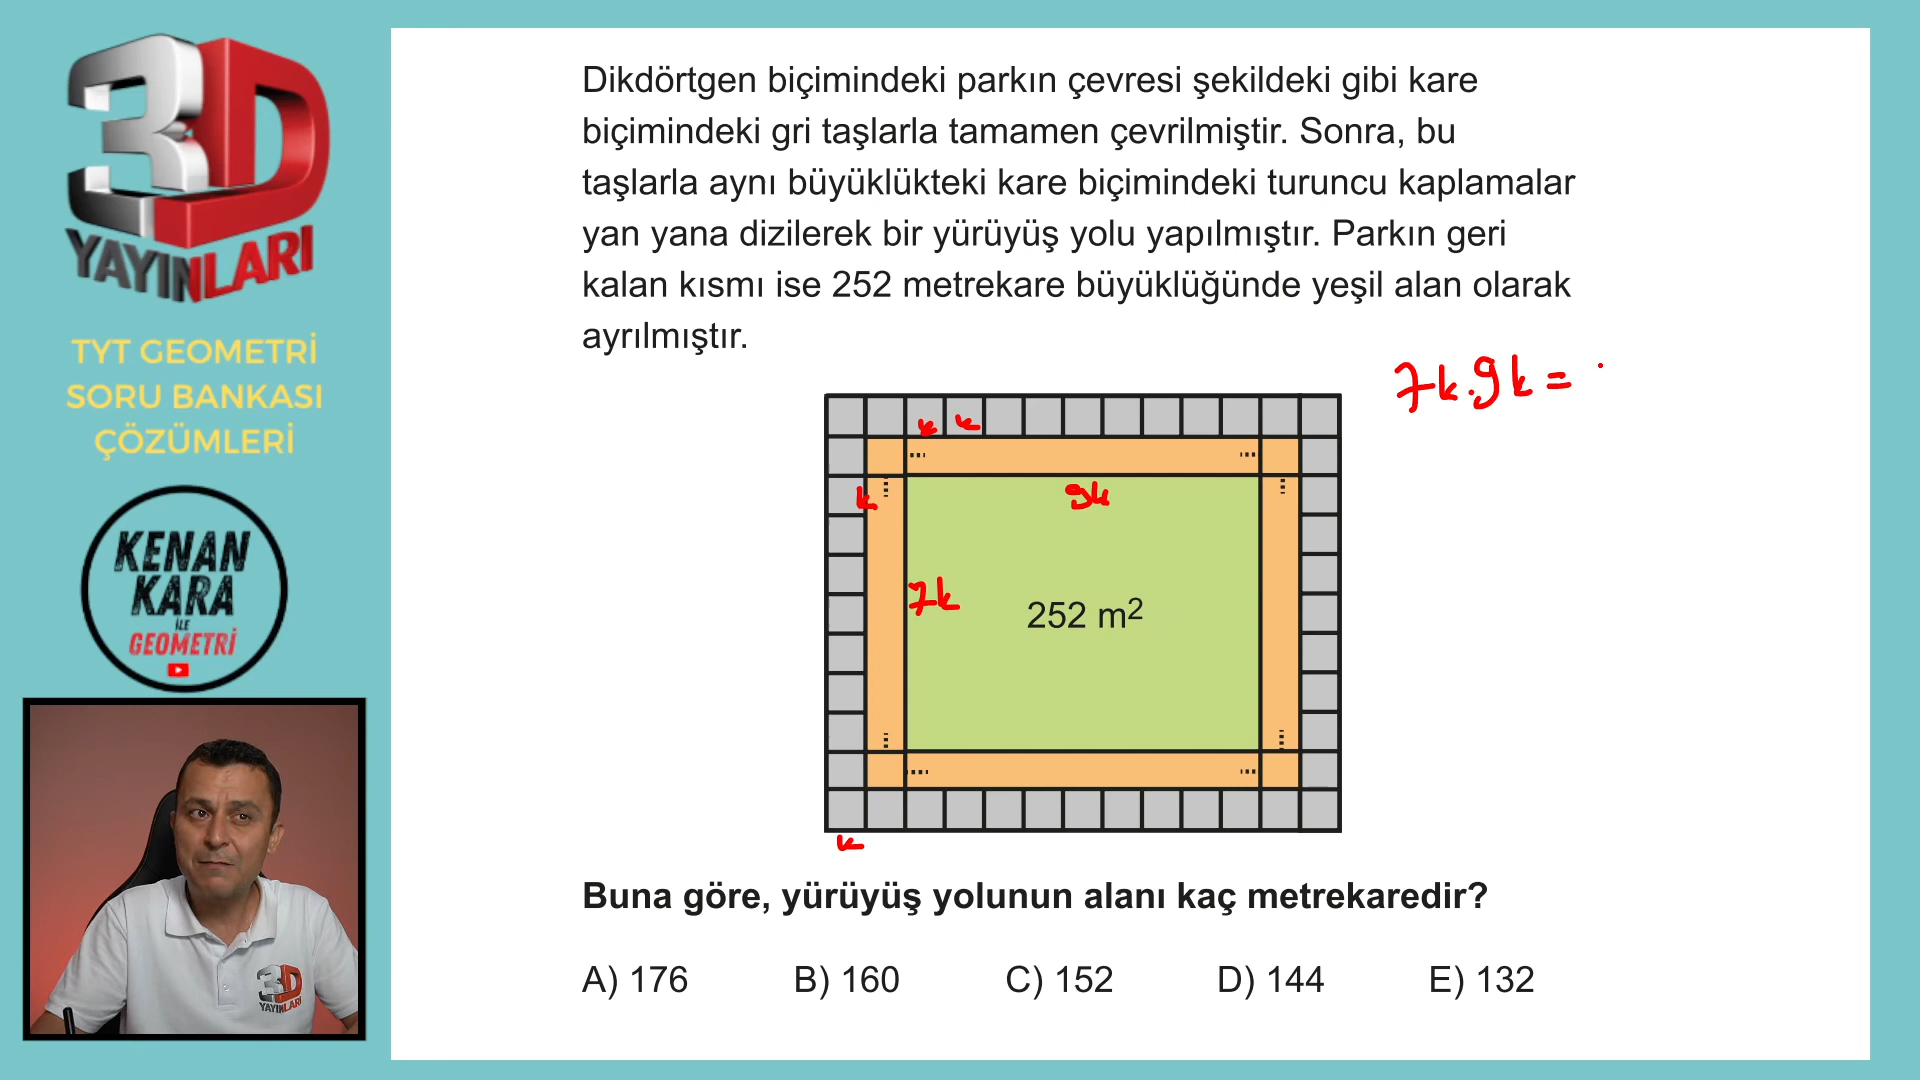 3D
YAYINLARI
TYT GEOMETRİ
SORU BANKASI
ÇÖZÜMLERİ
KENAN
KARA
İLE
GEOMETRİ
3D
YAYINLARI
Dikdörtgen biçimindeki parkın çevresi şekildeki gibi kare
biçimindeki gri taşlarla tamamen çevrilmiştir. Sonra, bu
taşlarla aynı büyüklükteki kare biçimindeki turuncu kaplamalar
yan yana dizilerek bir yürüyüş yolu yapılmıştır. Parkın geri
kalan kısmı ise 252 metrekare büyüklüğünde yeşil alan olarak
ayrılmıştır.
7k.9k=
k k
k
9k
7k
252 m²
k
Buna göre, yürüyüş yolunun alanı kaç metrekaredir?
A) 176 B) 160 C) 152 D) 144 E) 132